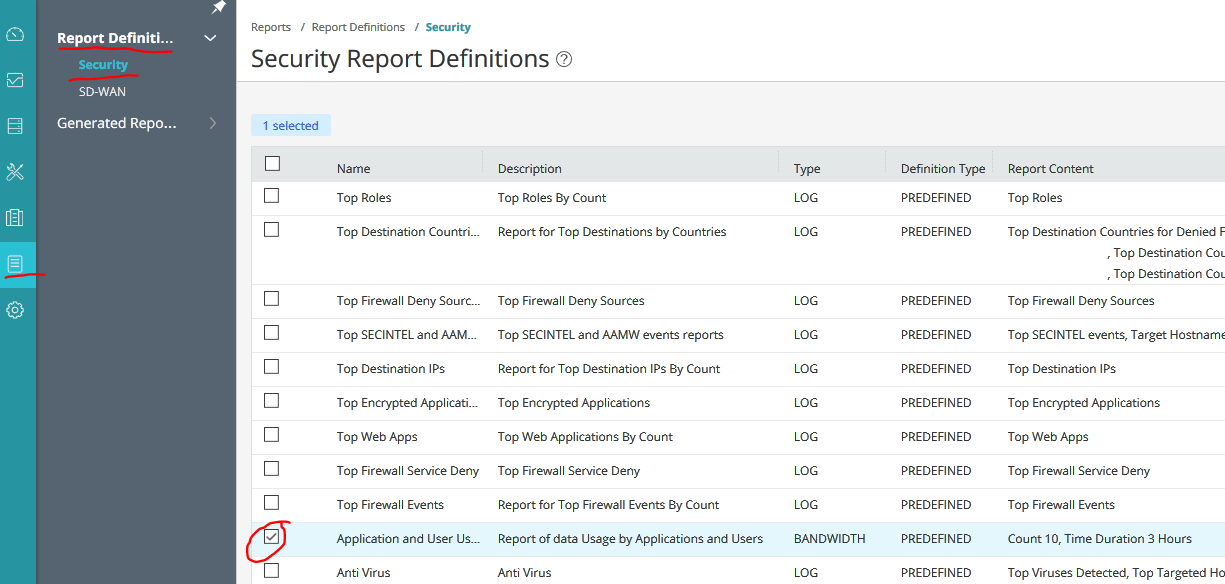 Report Definiti...
Security
SD-WAN
Generated Repo...
Reports / Report Definitions / Security
Security Report Definitions ?
1 selected
Name Description Type Definition Type Report Content
Top Roles Top Roles By Count LOG PREDEFINED Top Roles
Top Destination Countri... Report for Top Destinations by Countries LOG PREDEFINED Top Destination Countries for Denied F
, Top Destination Cou
, Top Destination Cou
Top Firewall Deny Sourc... Top Firewall Deny Sources LOG PREDEFINED Top Firewall Deny Sources
Top SECINTEL and AAM... Top SECINTEL and AAMW events reports LOG PREDEFINED Top SECINTEL events, Target Hostname
Top Destination IPs Report for Top Destination IPs By Count LOG PREDEFINED Top Destination IPs
Top Encrypted Applicati... Top Encrypted Applications LOG PREDEFINED Top Encrypted Applications
Top Web Apps Top Web Applications By Count LOG PREDEFINED Top Web Apps
Top Firewall Service Deny Top Firewall Service Deny LOG PREDEFINED Top Firewall Service Deny
Top Firewall Events Report for Top Firewall Events By Count LOG PREDEFINED Top Firewall Events
Application and User Us... Report of data Usage by Applications and Users BANDWIDTH PREDEFINED Count 10, Time Duration 3 Hours
Anti Virus Anti Virus LOG PREDEFINED Top Viruses Detected, Top Targeted Ho